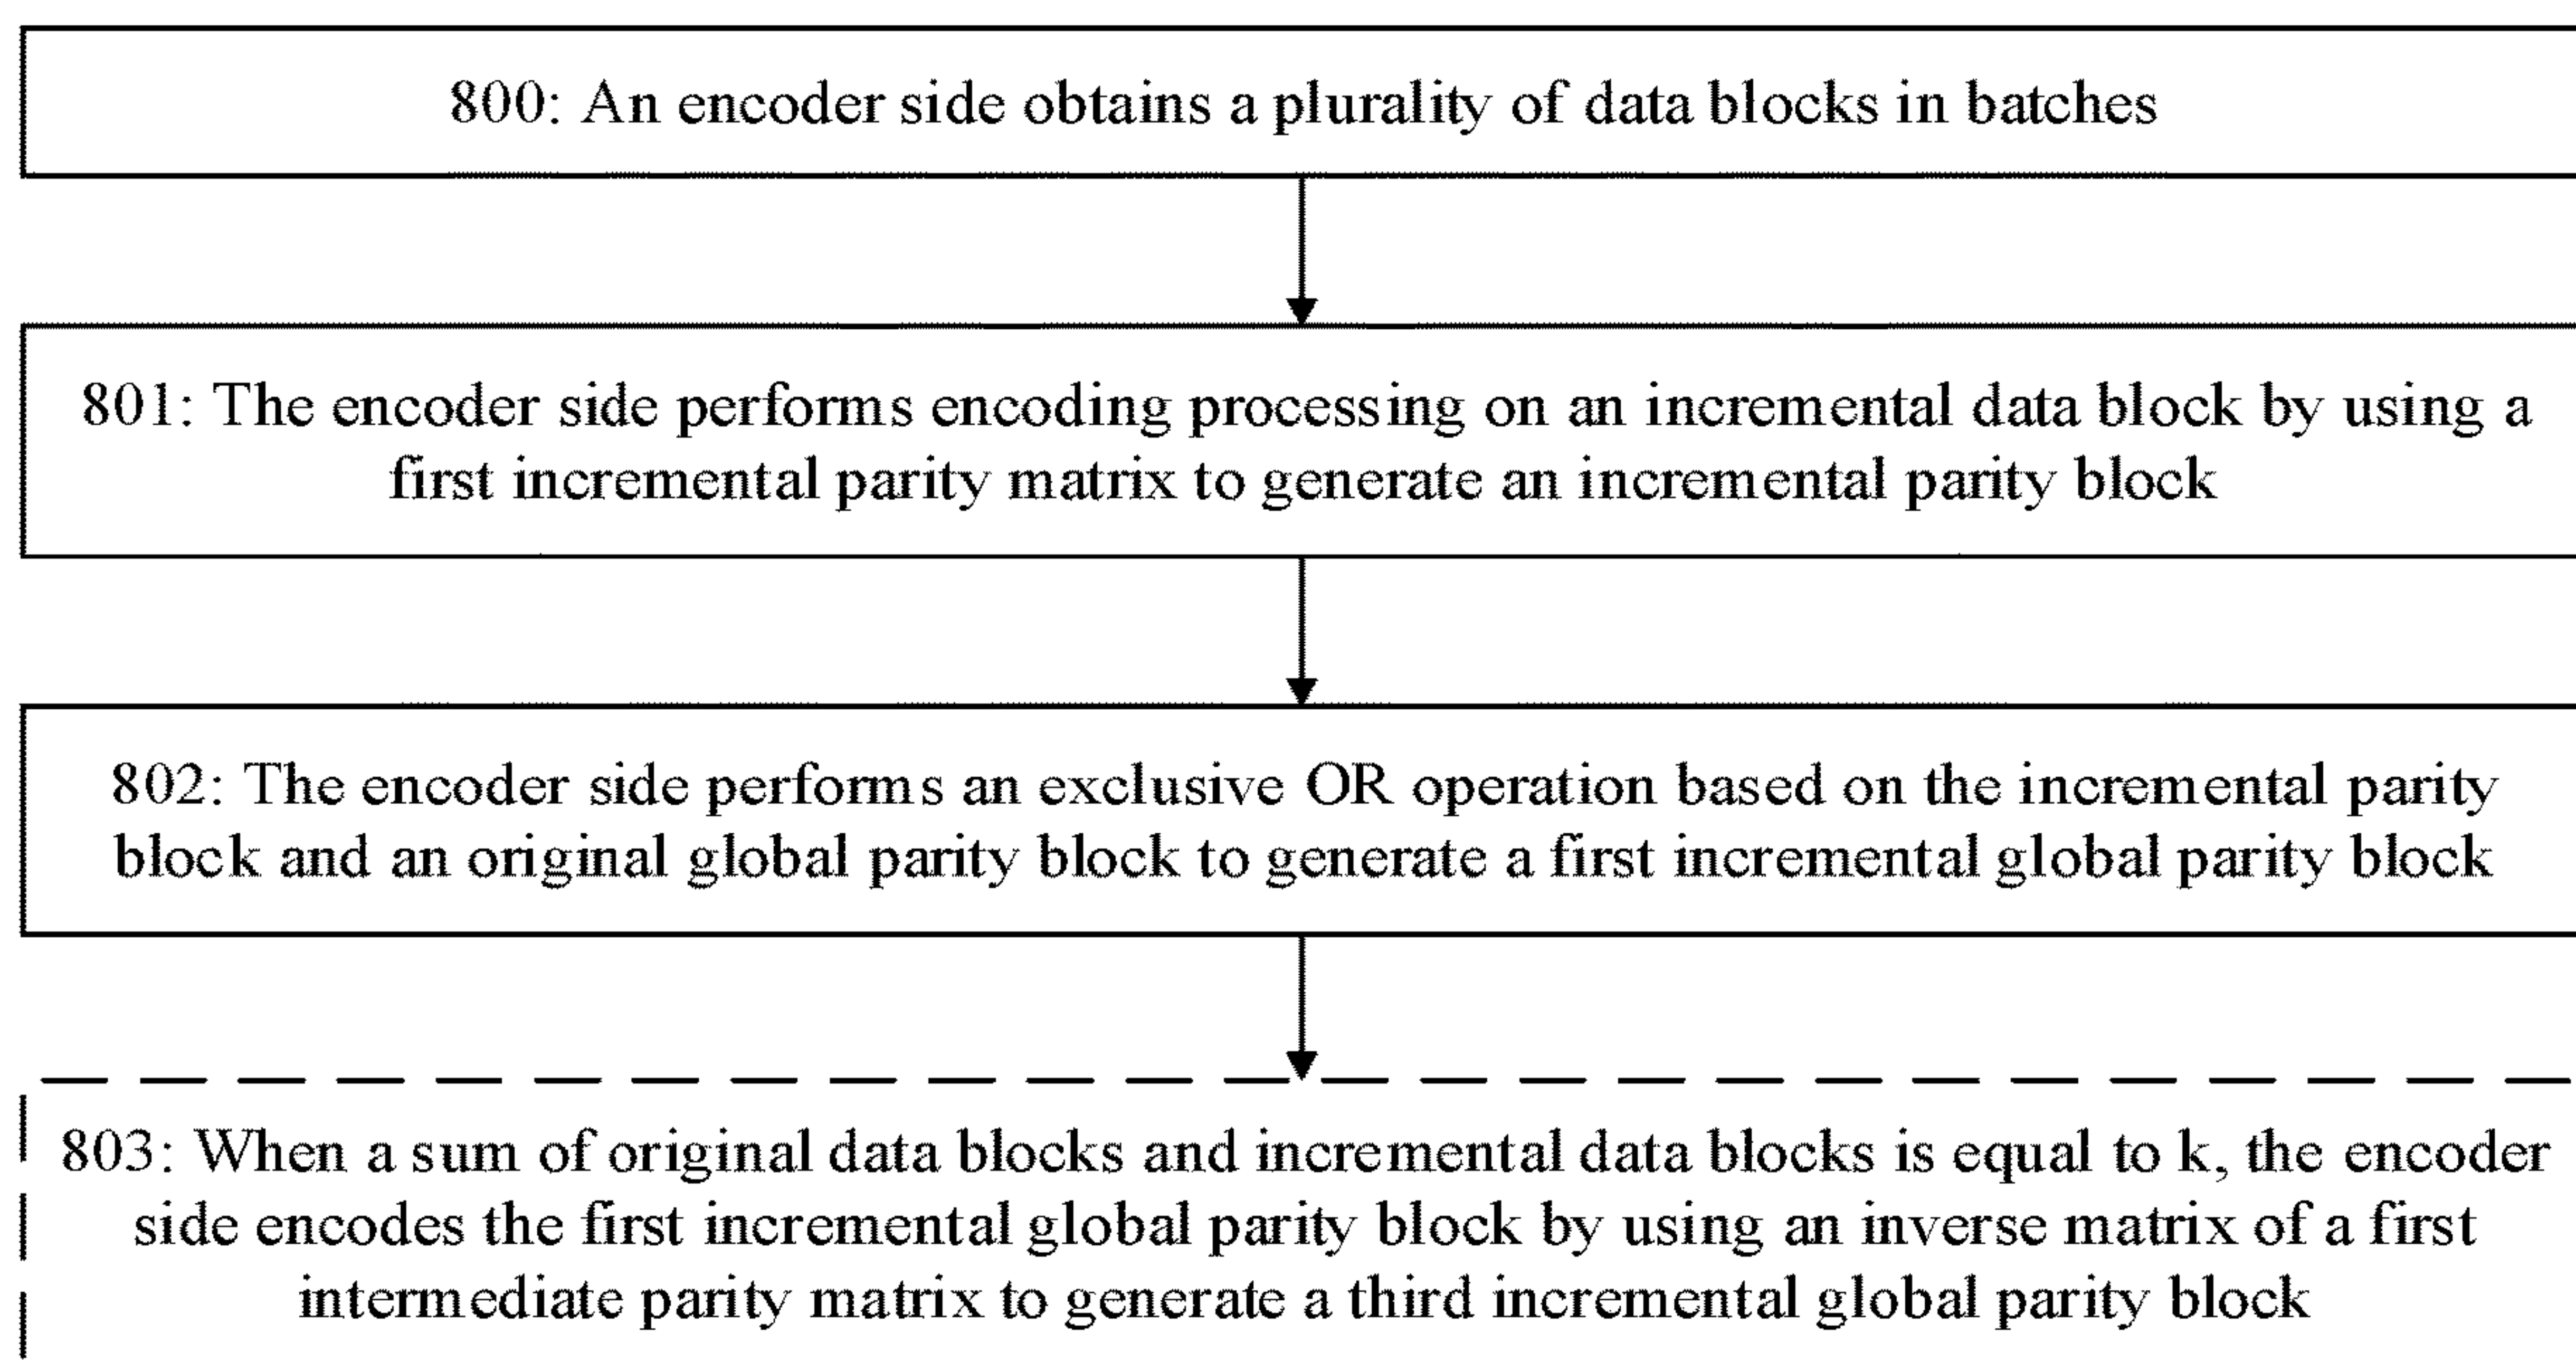 800: An encoder side obtains a plurality of data blocks in batches
801: The encoder side performs encoding processing on an incremental data block by using a
first incremental parity matrix to generate an incremental parity block
802: The encoder side performs an exclusive OR operation based on the incremental parity
block and an original global parity block to generate a first incremental global parity block
803: When a sum of original data blocks and incremental data blocks is equal to k, the encoder
side encodes the first incremental global parity block by using an inverse matrix of a first
intermediate parity matrix to generate a third incremental global parity block